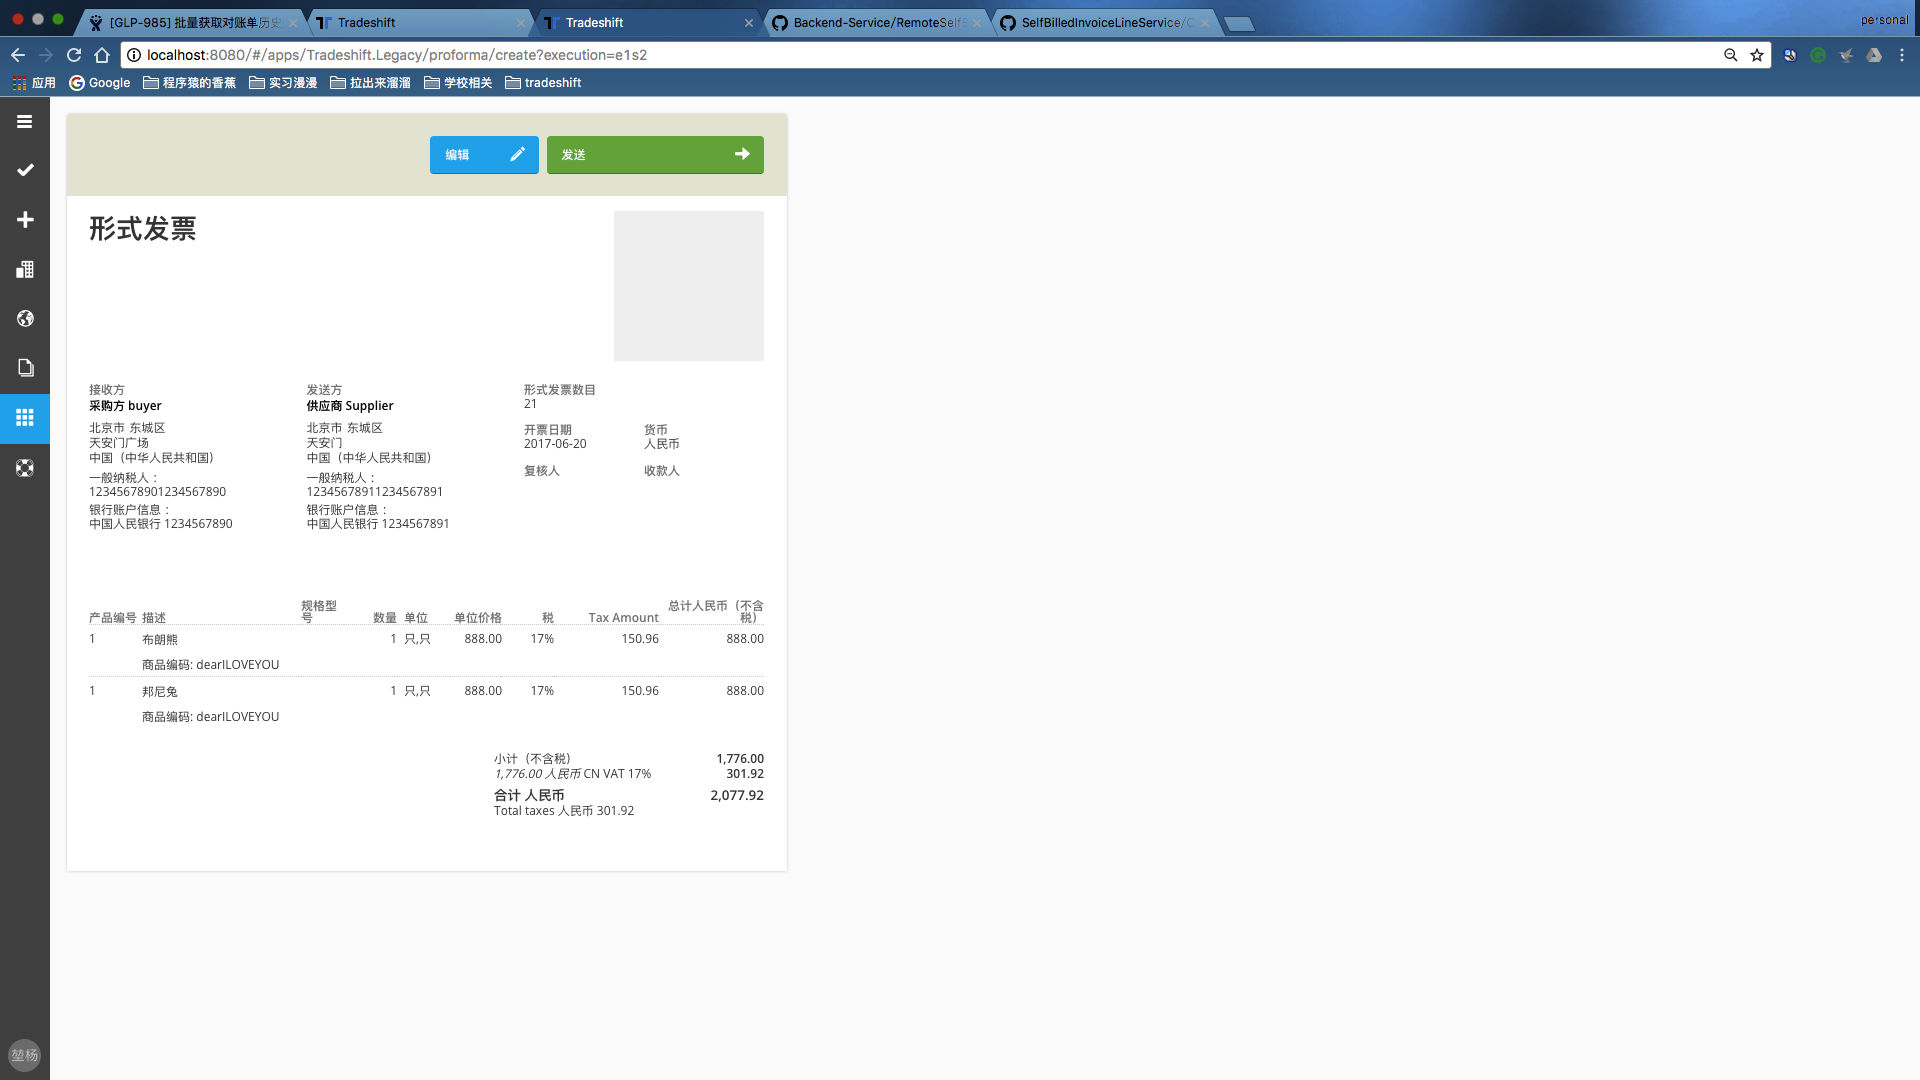 [GLP-985] 批量获取对账单历史
Tradeshift
Tradeshift
Backend-Service/RemoteSelfB
SelfBilledInvoiceLineService/C
personal
localhost:8080/#/apps/Tradeshift.Legacy/proforma/create?execution=e1s2
应用
Google
程序猿的香蕉
实习漫漫
拉出来溜溜
学校相关
tradeshift
编辑
发送
形式发票
接收方
采购方 buyer
北京市 东城区
天安门广场
中国（中华人民共和国）
一般纳税人：
12345678901234567890
银行账户信息：
中国人民银行 1234567890
发送方
供应商 Supplier
北京市 东城区
天安门
中国（中华人民共和国）
一般纳税人：
12345678911234567891
银行账户信息：
中国人民银行 1234567891
形式发票数目
21
开票日期 货币
2017-06-20 人民币
复核人 收款人
产品编号 描述 规格型号 数量 单位 单位价格 税 Tax Amount 总计人民币（不含税）
1 布朗熊 1 只,只 888.00 17% 150.96 888.00
商品编码: dearILOVEYOU
1 邦尼兔 1 只,只 888.00 17% 150.96 888.00
商品编码: dearILOVEYOU
小计（不含税） 1,776.00
1,776.00 人民币 CN VAT 17% 301.92
合计 人民币 2,077.92
Total taxes 人民币 301.92
堃杨